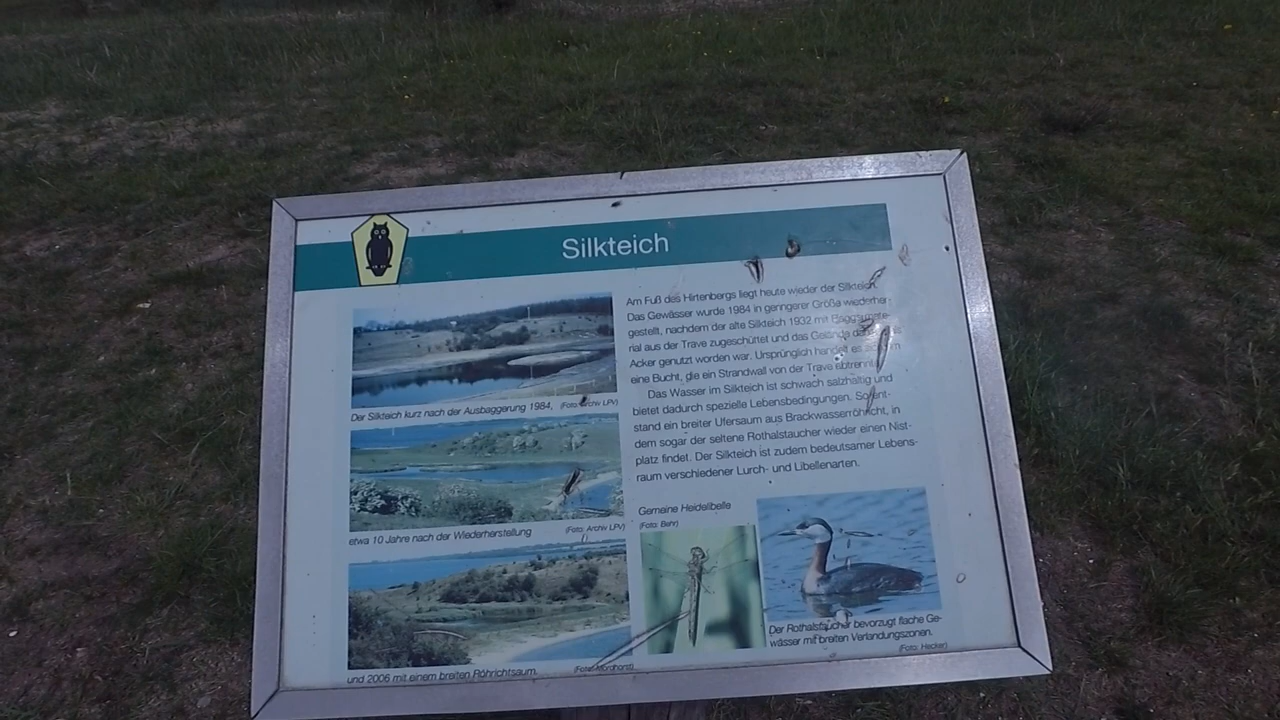 Silkteich
Am Fuß des Hirtenbergs liegt heute wieder der Silkteich.
Das Gewässer wurde 1984 in geringerer Größe wiederher-
gestellt, nachdem der alte Silkteich 1932 mit Baggermate-
rial aus der Trave zugeschüttet und das Gelände
Acker genutzt worden war. Ursprünglich handelt es
eine Bucht, die ein Strandwall von der Trave abtrennte.
Das Wasser im Silkteich ist schwach salzhaltig und
bietet dadurch spezielle Lebensbedingungen. So ent-
stand ein breiter Ufersaum aus Brackwasserröhricht, in
dem sogar der seltene Rothalstaucher wieder einen Nist-
platz findet. Der Silkteich ist zudem bedeutsamer Lebens-
raum verschiedener Lurch- und Libellenarten.
Der Silkteich kurz nach der Ausbaggerung 1984, (Foto: Archiv LPV)
etwa 10 Jahre nach der Wiederherstellung (Foto: Archiv LPV)
und 2006 mit einem breiten Röhrichtsaum. (Foto: Nordhorst)
Gemeine Heidelibelle
(Foto: Behr)
Der Rothalstaucher bevorzugt flache Ge-
wässer mit breiten Verlandungszonen.
(Foto: Hecker)